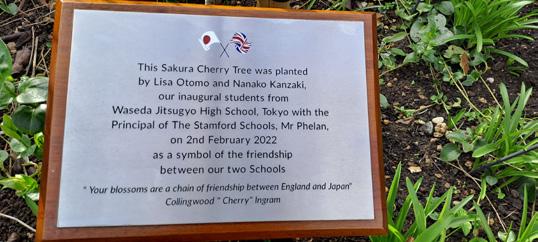 This Sakura Cherry Tree was planted
by Lisa Otomo and Nanako Kanzaki,
our inaugural students from
Waseda Jitsugyo High School, Tokyo with the
Principal of The Stamford Schools, Mr Phelan,
on 2nd February 2022
as a symbol of the friendship
between our two Schools
" Your blossoms are a chain of friendship between England and Japan"
Collingwood " Cherry" Ingram